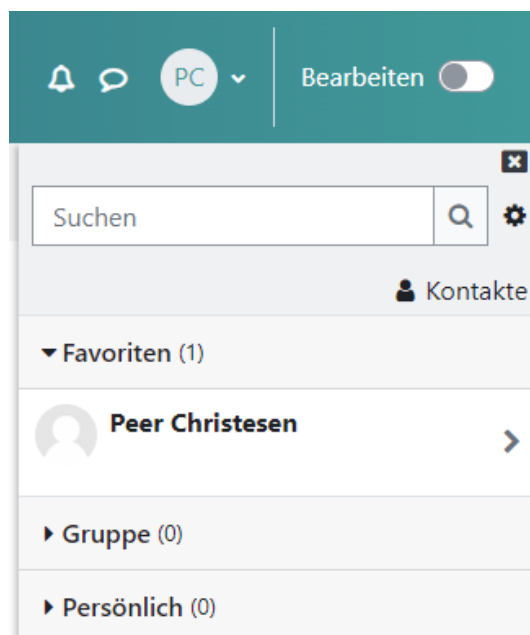 PC
Bearbeiten
Suchen
Kontakte
Favoriten (1)
Peer Christesen
Gruppe (0)
Persönlich (0)